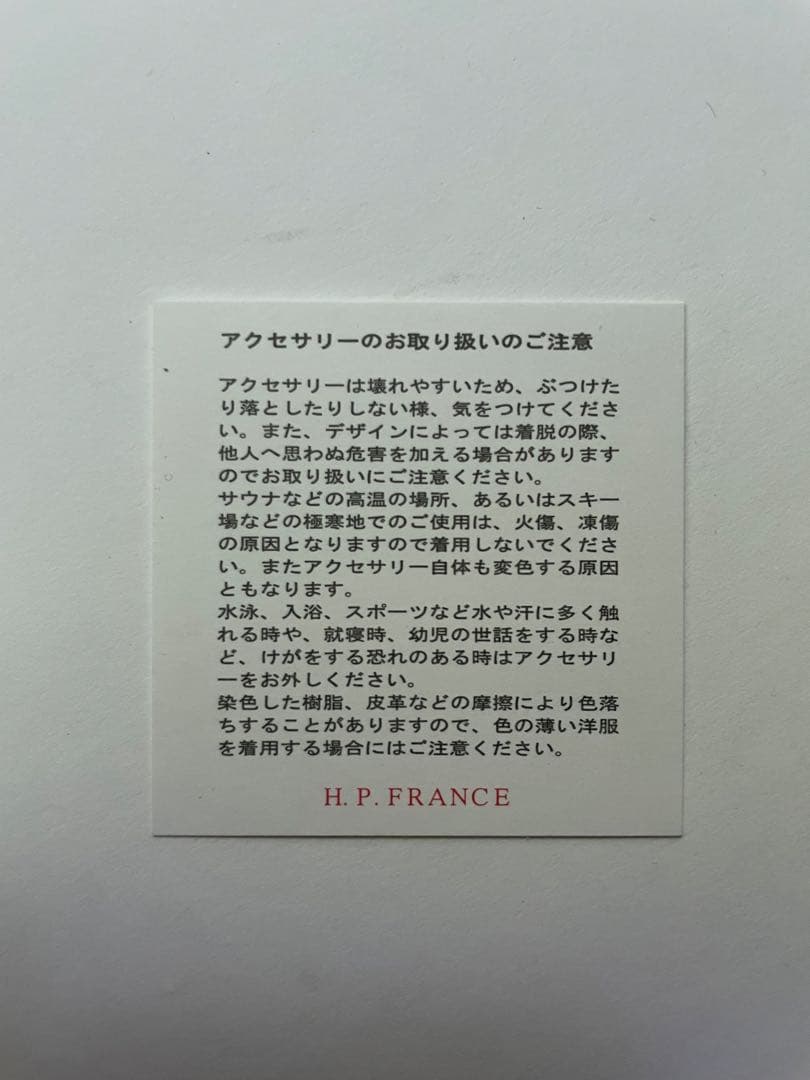 アクセサリーのお取り扱いのご注意
アクセサリーは壊れやすいため、ぶつけた
り落としたりしない様、気をつけてくださ
い。また、デザインによっては着脱の際、
他人へ思わぬ危害を加える場合があります
のでお取り扱いにご注意ください。
サウナなどの高温の場所、あるいはスキー
場などの極寒地でのご使用は、火傷、凍傷
の原因となりますので着用しないでくださ
い。またアクセサリー自体も変色する原因
ともなります。
水泳、入浴、スポーツなど水や汗に多く触
れる時や、就寝時、幼児の世話をする時な
ど、けがをする恐れのある時はアクセサリ
ーをお外しください。
染色した樹脂、皮革などの摩擦により色落
ちすることがありますので、色の薄い洋服
を着用する場合にはご注意ください。
H. P. FRANCE